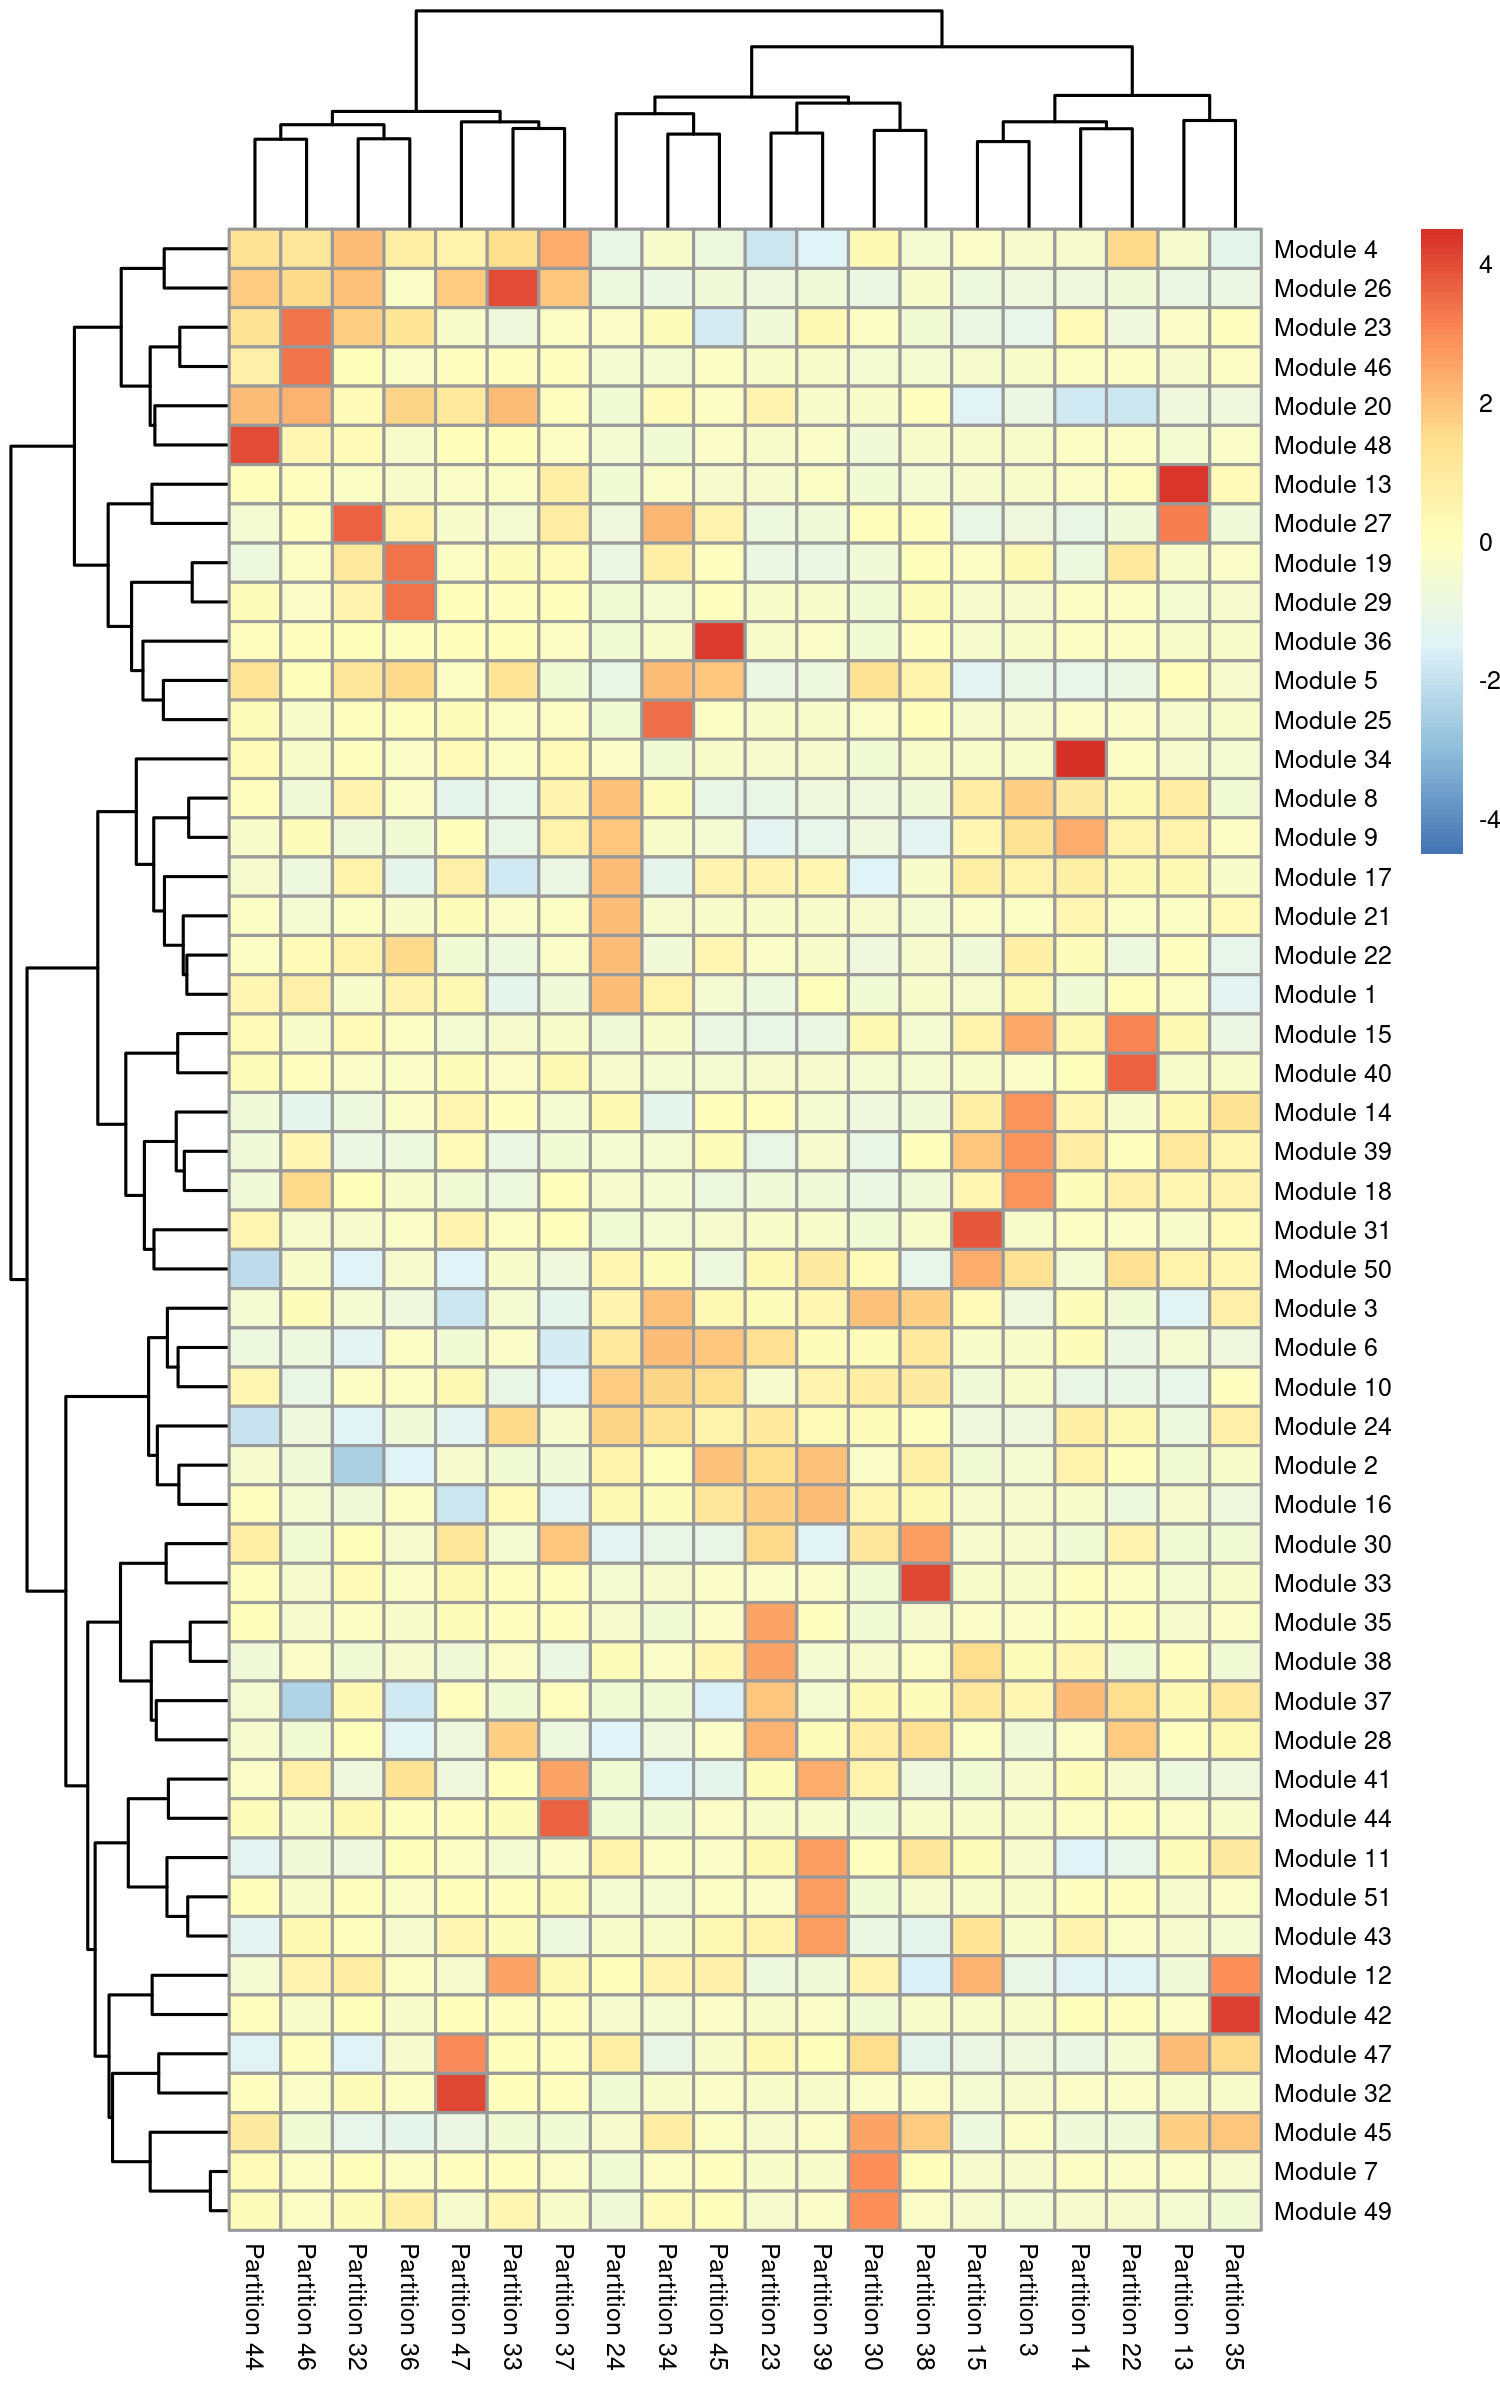 Module 4
Module 26
Module 23
Module 46
Module 20
Module 48
Module 13
Module 27
Module 19
Module 29
Module 36
Module 5
Module 25
Module 34
Module 8
Module 9
Module 17
Module 21
Module 22
Module 1
Module 15
Module 40
Module 14
Module 39
Module 18
Module 31
Module 50
Module 3
Module 6
Module 10
Module 24
Module 2
Module 16
Module 30
Module 33
Module 35
Module 38
Module 37
Module 28
Module 41
Module 44
Module 11
Module 51
Module 43
Module 12
Module 42
Module 47
Module 32
Module 45
Module 7
Module 49
4
2
0
-2
-4
Partition 44
Partition 46
Partition 32
Partition 36
Partition 47
Partition 33
Partition 37
Partition 24
Partition 34
Partition 45
Partition 23
Partition 39
Partition 30
Partition 38
Partition 15
Partition 3
Partition 14
Partition 22
Partition 13
Partition 35